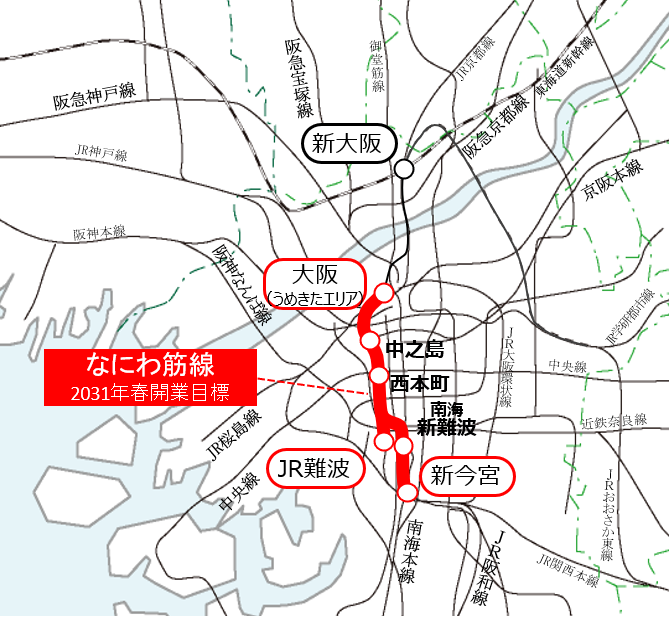 阪急宝塚線
御堂筋線
JR京都線
東海道新幹線
阪急神戸線
新大阪
阪急京都線
JR神戸線
京阪本線
阪神本線
阪神なんば線
大阪
（うめきたエリア）
JR学研都市線
中之島
JR大阪環状線
なにわ筋線
2031年春開業目標
西本町
中央線
南海
新難波
近鉄奈良線
JR桜島線
JR難波
新今宮
中央線
JRおおさか東線
南海本線
JR阪和線
JR関西本線